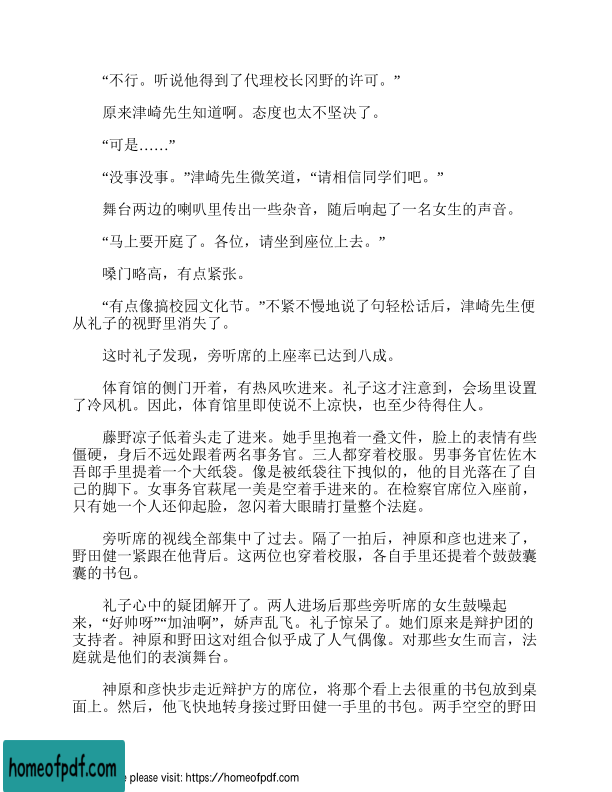 “不行。听说他得到了代理校长冈野的许可。”
原来津崎先生知道啊。态度也太不坚决了。
“可是……”
“没事没事。”津崎先生微笑道，“请相信同学们吧。”
舞台两边的喇叭里传出一些杂音，随后响起了一名女生的声音。
“马上要开庭了。各位，请坐到座位上去。”
嗓门略高，有点紧张。
“有点像搞校园文化节。”不紧不慢地说了句轻松话后，津崎先生便
从礼子的视野里消失了。
这时礼子发现，旁听席的上座率已达到八成。
体育馆的侧门开着，有热风吹进来。礼子这才注意到，会场里设置
了冷风机。因此，体育馆里即使说不上凉快，也至少待得住人。
藤野凉子低着头走了进来。她手里抱着一叠文件，脸上的表情有些
僵硬，身后不远处跟着两名事务官。三人都穿着校服。男事务官佐佐木
吾郎手里提着一个大纸袋。像是被纸袋往下拽似的，他的目光落在了自
己的脚下。女事务官萩尾一美是空着手进来的。在检察官席位入座前，
只有她一个人还仰起脸，忽闪着大眼睛打量整个法庭。
旁听席的视线全部集中了过去。隔了一拍后，神原和彦也进来了，
野田健一紧跟在他背后。这两位也穿着校服，各自手里还提着个鼓鼓囊
囊的书包。
礼子心中的疑团解开了。两人进场后那些旁听席的女生鼓噪起
来，“好帅呀”“加油啊”，娇声乱飞。礼子惊呆了。她们原来是辩护团的
支持者。神原和野田这对组合似乎成了人气偶像。对那些女生而言，法
庭就是他们的表演舞台。
神原和彦快步走近辩护方的席位，将那个看上去很重的书包放到桌
面上。然后，他飞快地转身接过野田健一手里的书包。两手空空的野田
homeofpdf.com
e please visit: https://homeofpdf.com